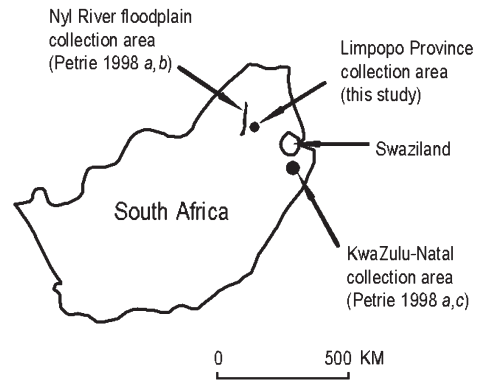 Nyl River floodplain
collection area
(Petrie 1998 a,b)
Limpopo Province
collection area
(this study)
Swaziland
South Africa
KwaZulu-Natal
collection area
(Petrie 1998 a,c)
0 500 KM